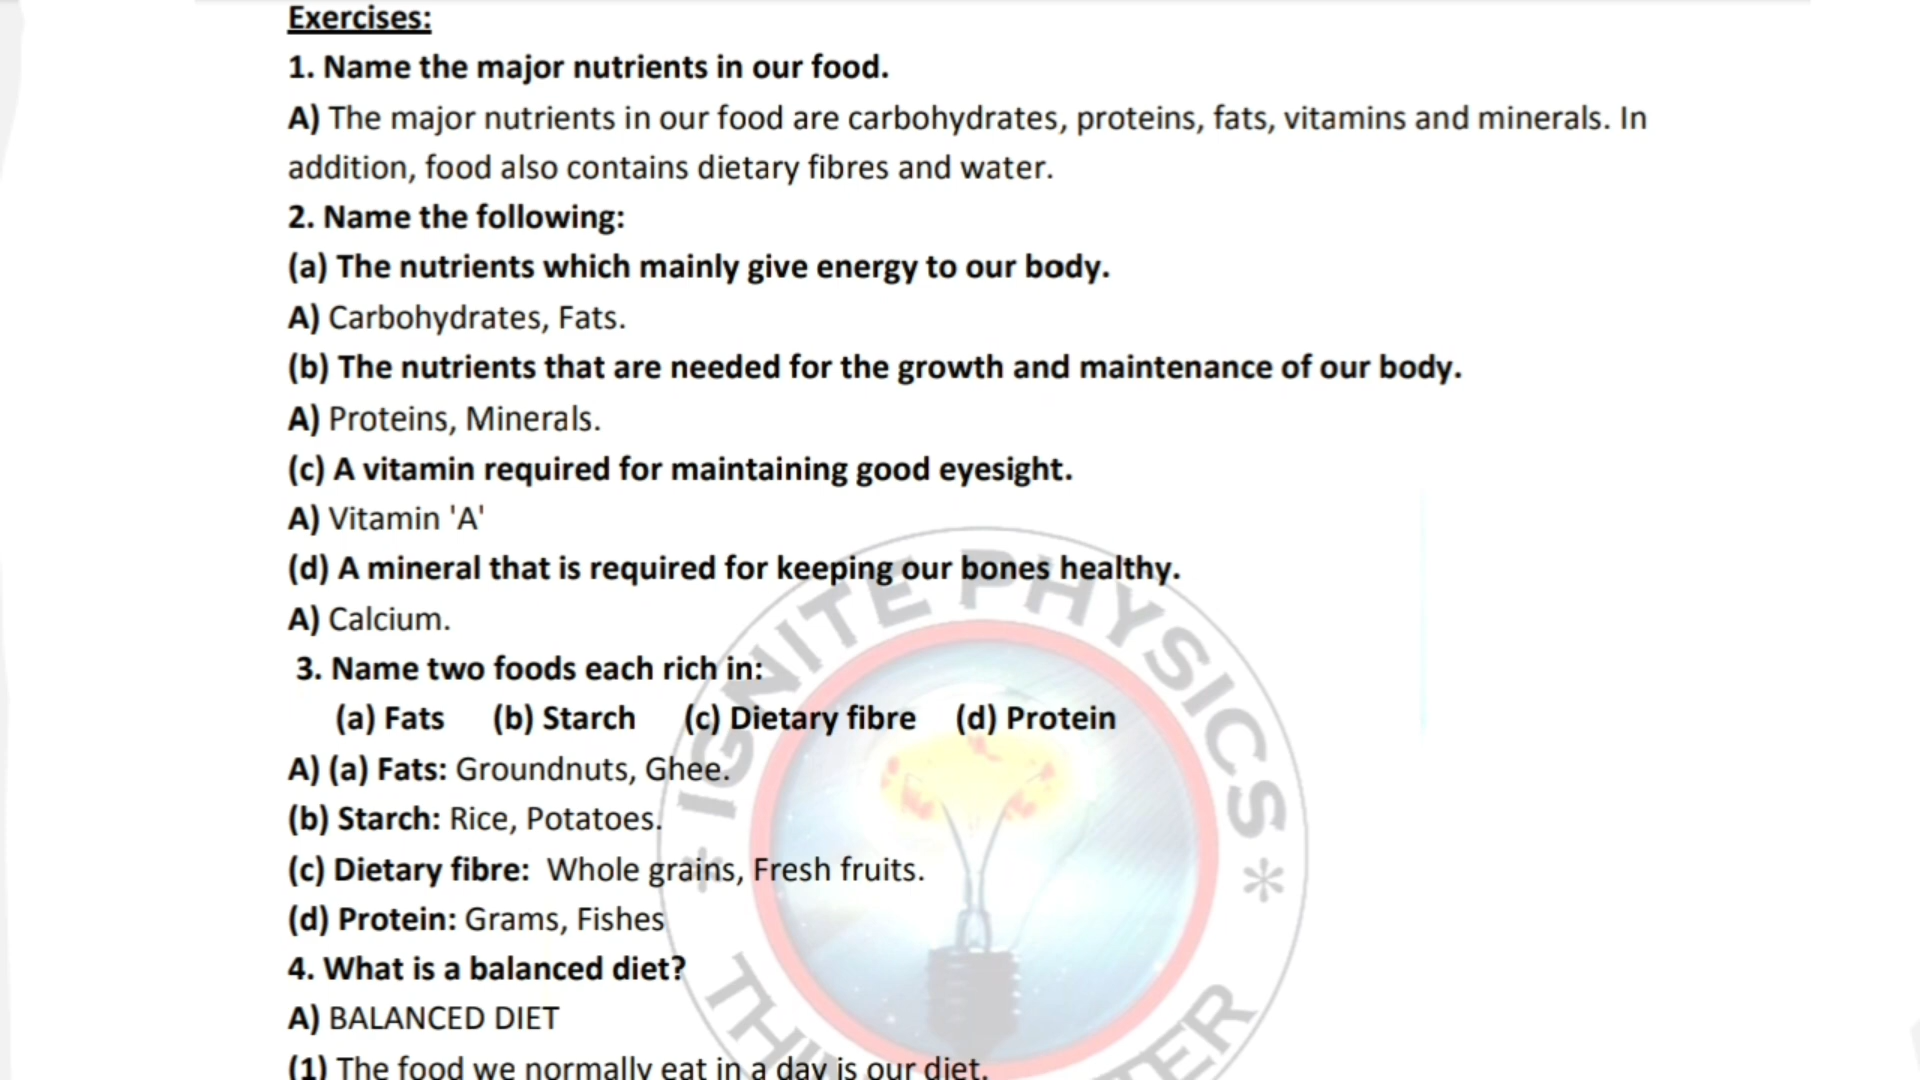 Exercises:
1. Name the major nutrients in our food.
A) The major nutrients in our food are carbohydrates, proteins, fats, vitamins and minerals. In
addition, food also contains dietary fibres and water.
2. Name the following:
(a) The nutrients which mainly give energy to our body.
A) Carbohydrates, Fats.
(b) The nutrients that are needed for the growth and maintenance of our body.
A) Proteins, Minerals.
(c) A vitamin required for maintaining good eyesight.
A) Vitamin 'A'
(d) A mineral that is required for keeping our bones healthy.
A) Calcium.
3. Name two foods each rich in:
(a) Fats (b) Starch (c) Dietary fibre (d) Protein
A) (a) Fats: Groundnuts, Ghee.
(b) Starch: Rice, Potatoes.
(c) Dietary fibre: Whole grains, Fresh fruits.
(d) Protein: Grams, Fishes
4. What is a balanced diet?
A) BALANCED DIET
(1) The food we normally eat in a day is our diet.
* IGNITE PHYSICS *